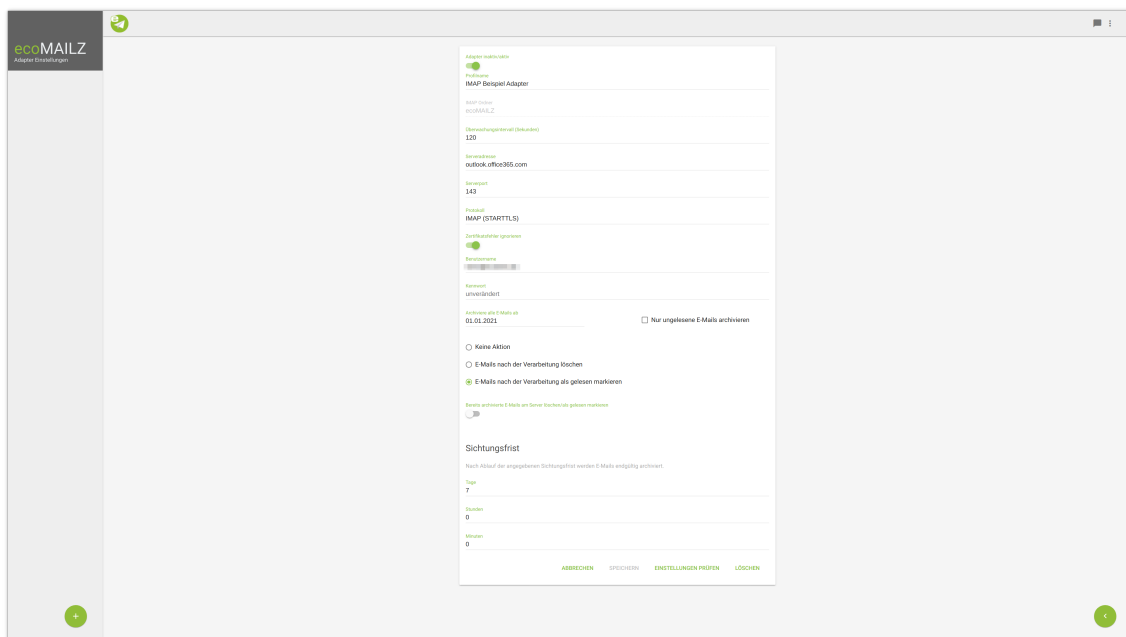 ecoMAILZ
Adapter Einstellungen
Adapter inaktiv/aktiv
Profilname
IMAP Beispiel Adapter
IMAP Online
ecoMAILZ
Überwachungsintervall (Sekunden)
120
Serveradresse
outlook.office365.com
Serverport
143
Protokoll
IMAP (STARTTLS)
Zertifikatsfehler ignorieren
Benutzername
Kennwort
unverändert
Archiviere alle E-Mails ab
01.01.2021
Nur ungelesene E-Mails archivieren
Keine Aktion
E-Mails nach der Verarbeitung löschen
E-Mails nach der Verarbeitung als gelesen markieren
Bereits archivierte E-Mails am Server löschen/als gelesen markieren
Sichtungsfrist
Nach Ablauf der angegebenen Sichtungsfrist werden E-Mails endgültig archiviert.
Tage
7
Stunden
0
Minuten
0
ABBRECHEN SPEICHERN EINSTELLUNGEN PRÜFEN LÖSCHEN